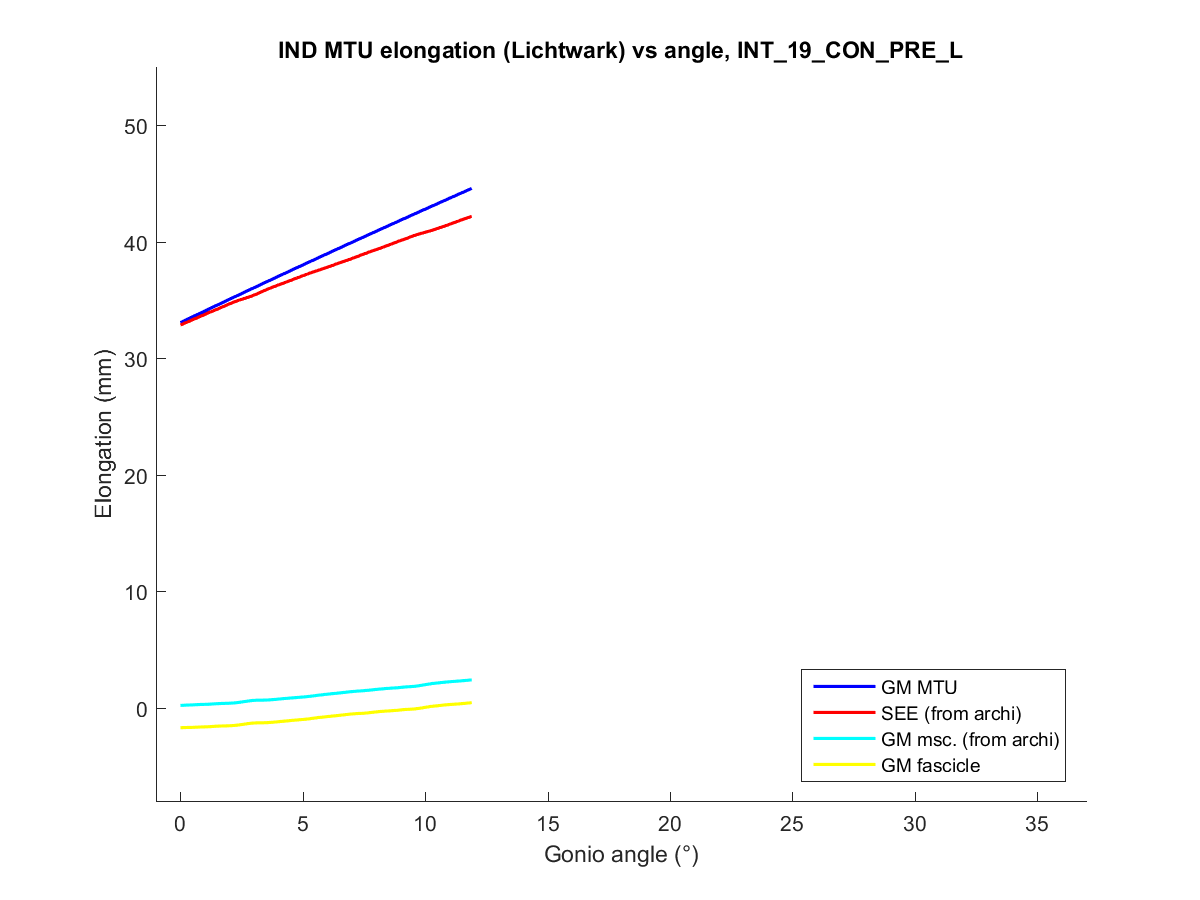 IND MTU elongation (Lichtwark) vs angle, INT_19_CON_PRE_L
Elongation (mm)
50
40
30
20
10
0
0 5 10 15 20 25 30 35
Gonio angle (°)
GM MTU
SEE (from archi)
GM msc. (from archi)
GM fascicle